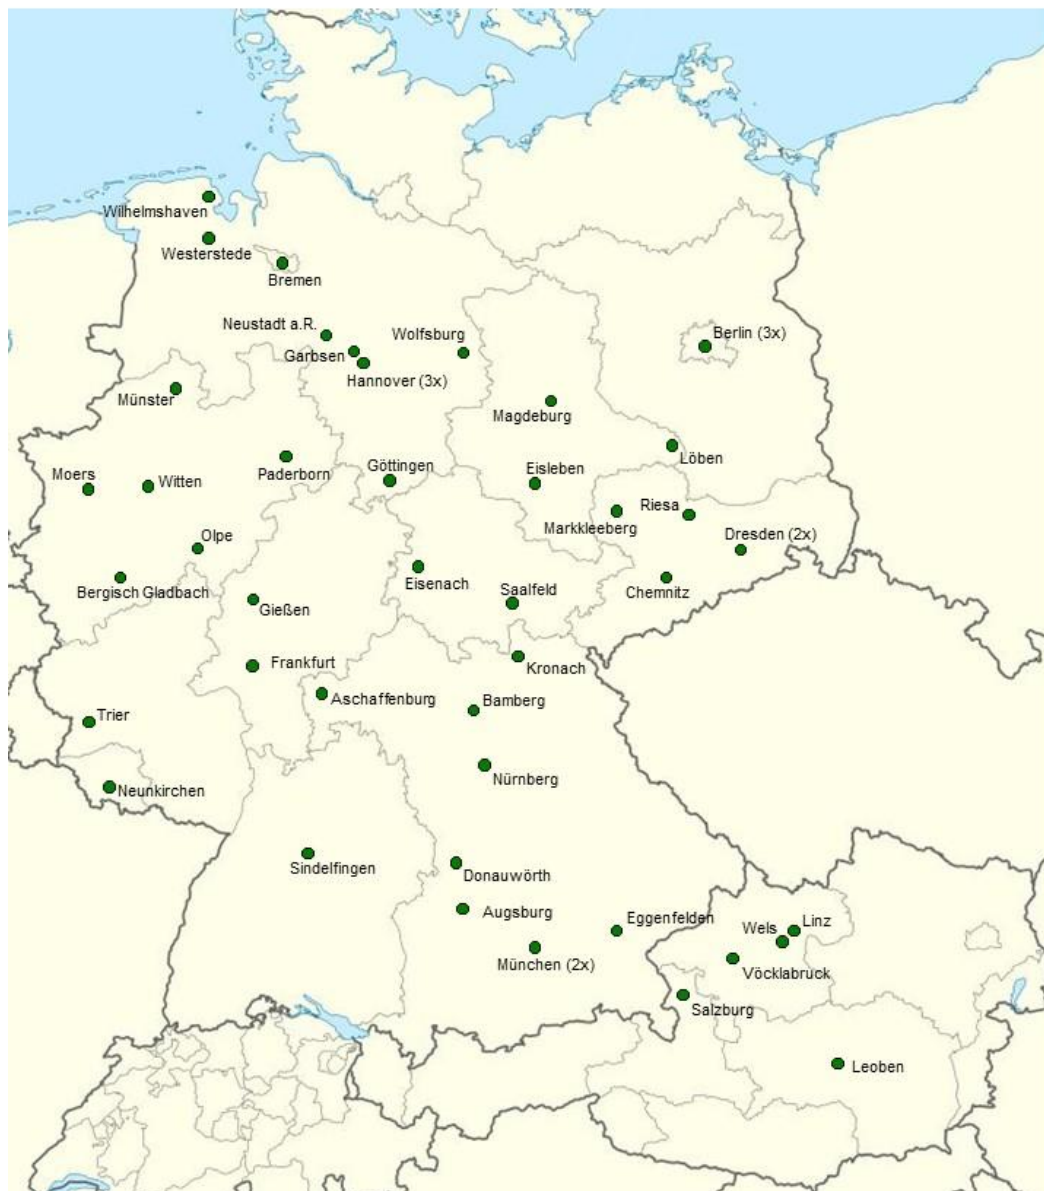 Wilhelmshaven
Westerstede
Bremen
Neustadt a.R.
Garbsen
Wolfsburg
Hannover (3x)
Berlin (3x)
Münster
Magdeburg
Löben
Moers
Witten
Paderborn
Göttingen
Eisleben
Markkleeberg
Riesa
Dresden (2x)
Olpe
Bergisch Gladbach
Gießen
Eisenach
Saalfeld
Chemnitz
Frankfurt
Kronach
Aschaffenburg
Bamberg
Trier
Nürnberg
Neunkirchen
Sindelfingen
Donauwörth
Augsburg
Eggenfelden
München (2x)
Wels
Linz
Vöcklabruck
Salzburg
Leoben